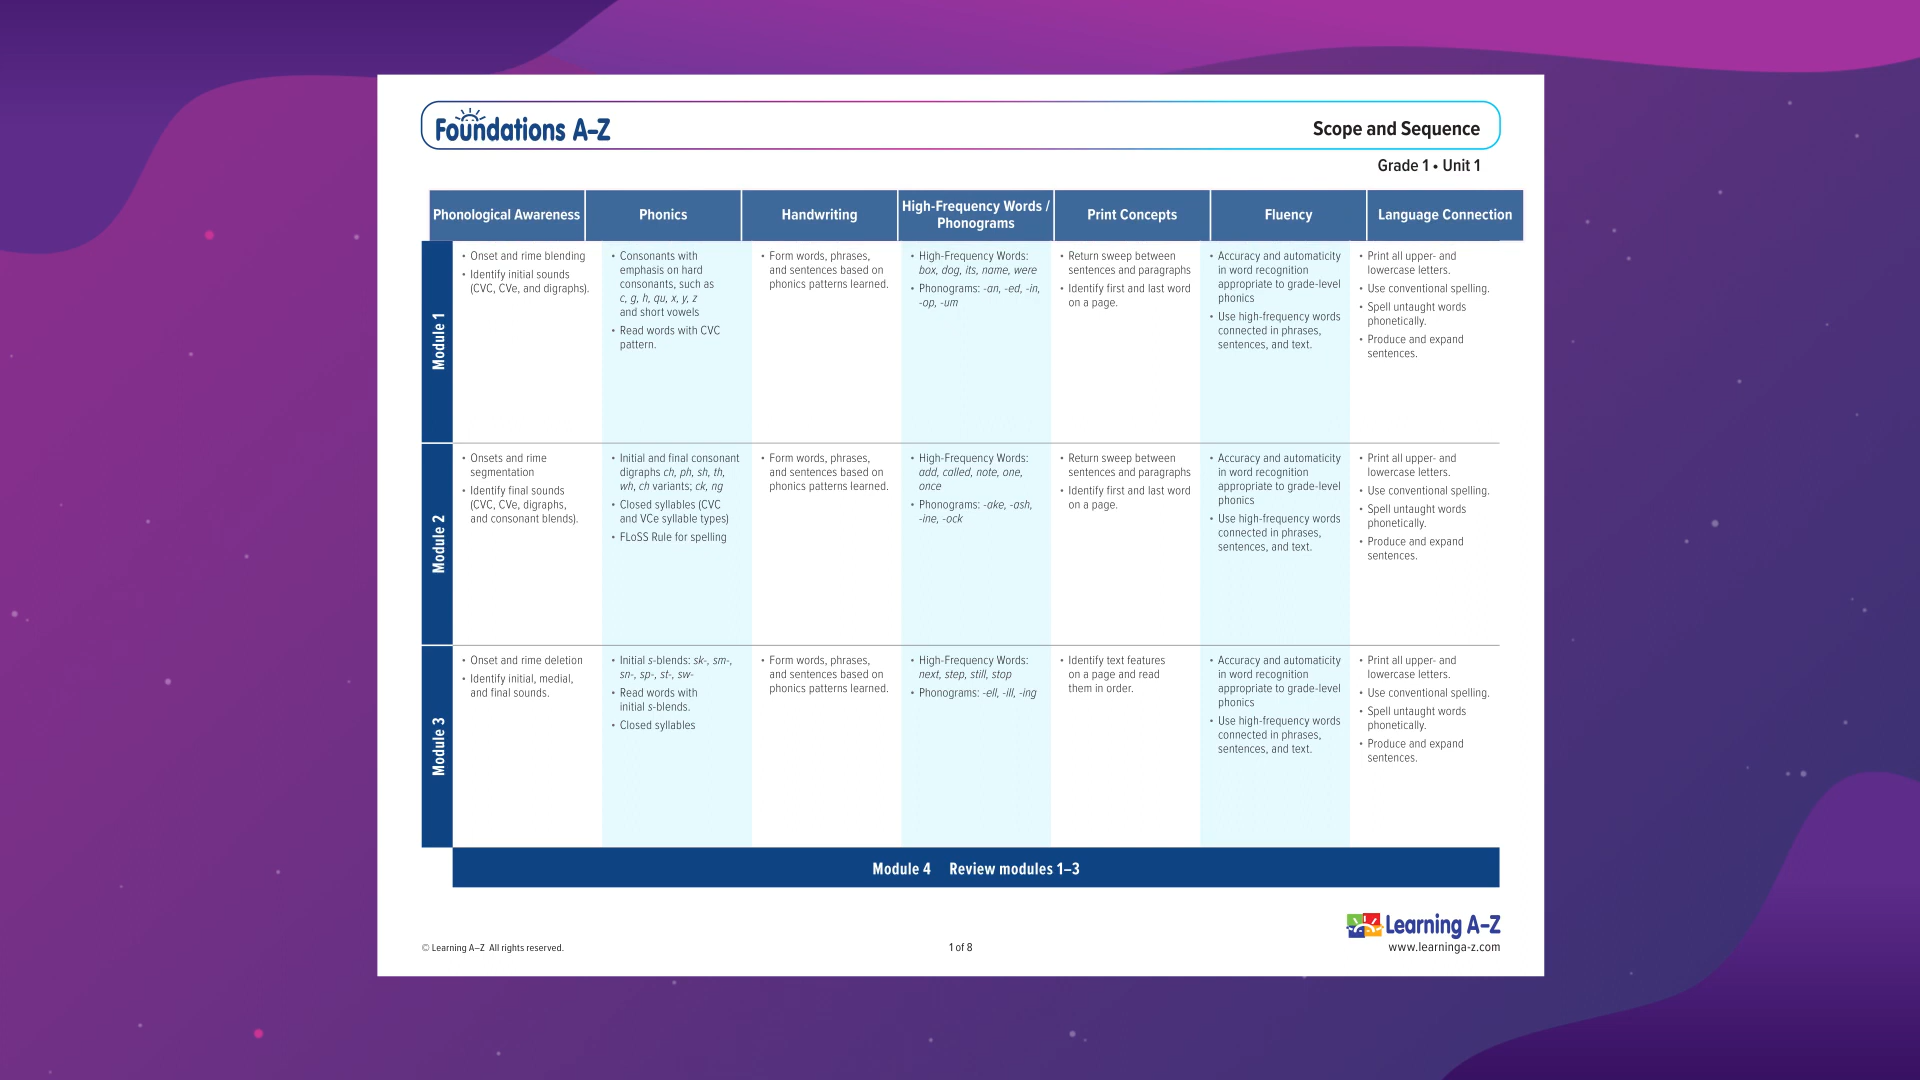 Foundations A–Z
Scope and Sequence
Grade 1 • Unit 1
Phonological Awareness
Phonics
Handwriting
High-Frequency Words /
Phonograms
Print Concepts
Fluency
Language Connection
Module 1
• Onset and rime blending
• Identify initial sounds
(CVC, CVe, and digraphs).
• Consonants with
emphasis on hard
consonants, such as
c, g, h, qu, x, y, z
and short vowels
• Read words with CVC
pattern.
• Form words, phrases,
and sentences based on
phonics patterns learned.
• High-Frequency Words:
box, dog, its, name, were
• Phonograms: -an, -ed, -in,
-op, -um
• Return sweep between
sentences and paragraphs
• Identify first and last word
on a page.
• Accuracy and automaticity
in word recognition
appropriate to grade-level
phonics
• Use high-frequency words
connected in phrases,
sentences, and text.
• Print all upper- and
lowercase letters.
• Use conventional spelling.
• Spell untaught words
phonetically.
• Produce and expand
sentences.
Module 2
• Onsets and rime
segmentation
• Identify final sounds
(CVC, CVe, digraphs,
and consonant blends).
• Initial and final consonant
digraphs ch, ph, sh, th,
wh, ch variants; ck, ng
• Closed syllables (CVC
and VCe syllable types)
• FLoSS Rule for spelling
• Form words, phrases,
and sentences based on
phonics patterns learned.
• High-Frequency Words:
add, called, note, one,
once
• Phonograms: -ake, -ash,
-ine, -ock
• Return sweep between
sentences and paragraphs
• Identify first and last word
on a page.
• Accuracy and automaticity
in word recognition
appropriate to grade-level
phonics
• Use high-frequency words
connected in phrases,
sentences, and text.
• Print all upper- and
lowercase letters.
• Use conventional spelling.
• Spell untaught words
phonetically.
• Produce and expand
sentences.
Module 3
• Onset and rime deletion
• Identify initial, medial,
and final sounds.
• Initial s-blends: sk-, sm-,
sn-, sp-, st-, sw-
• Read words with
initial s-blends.
• Closed syllables
• Form words, phrases,
and sentences based on
phonics patterns learned.
• High-Frequency Words:
next, step, still, stop
• Phonograms: -ell, -ill, -ing
• Identify text features
on a page and read
them in order.
• Accuracy and automaticity
in word recognition
appropriate to grade-level
phonics
• Use high-frequency words
connected in phrases,
sentences, and text.
• Print all upper- and
lowercase letters.
• Use conventional spelling.
• Spell untaught words
phonetically.
• Produce and expand
sentences.
Module 4 Review modules 1–3
Learning A–Z
© Learning A–Z All rights reserved.
1 of 8
www.learninga-z.com